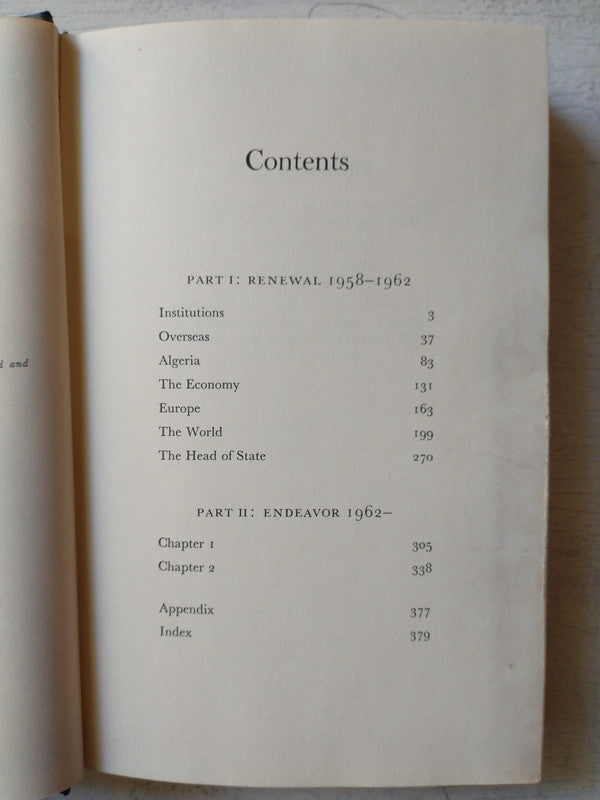 d and
Contents
PART I: RENEWAL 1958–1962
Institutions 3
Overseas 37
Algeria 83
The Economy 131
Europe 163
The World 199
The Head of State 270
PART II: ENDEAVOR 1962–
Chapter 1 305
Chapter 2 338
Appendix 377
Index 379